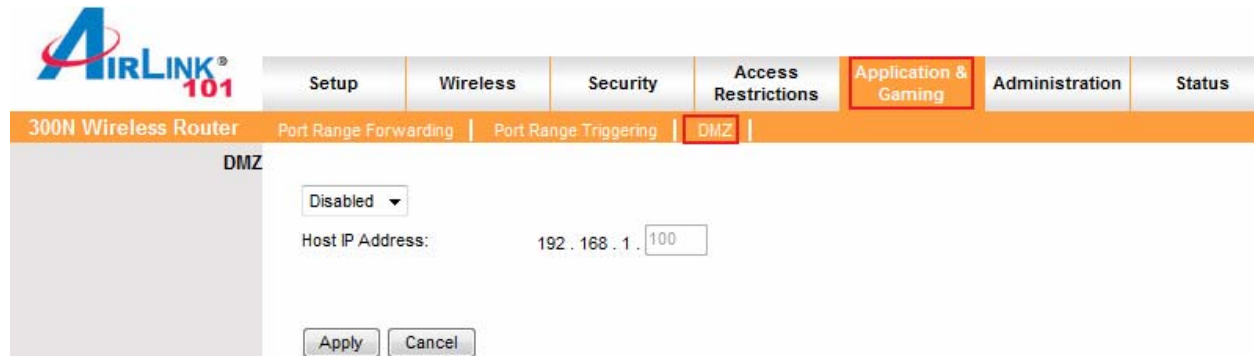 AIRLINK®
101
Setup Wireless Security Access Restrictions Application & Gaming Administration Status
300N Wireless Router Port Range Forwarding Port Range Triggering DMZ
DMZ
Disabled
Host IP Address: 192 . 168 . 1 . 100
Apply Cancel